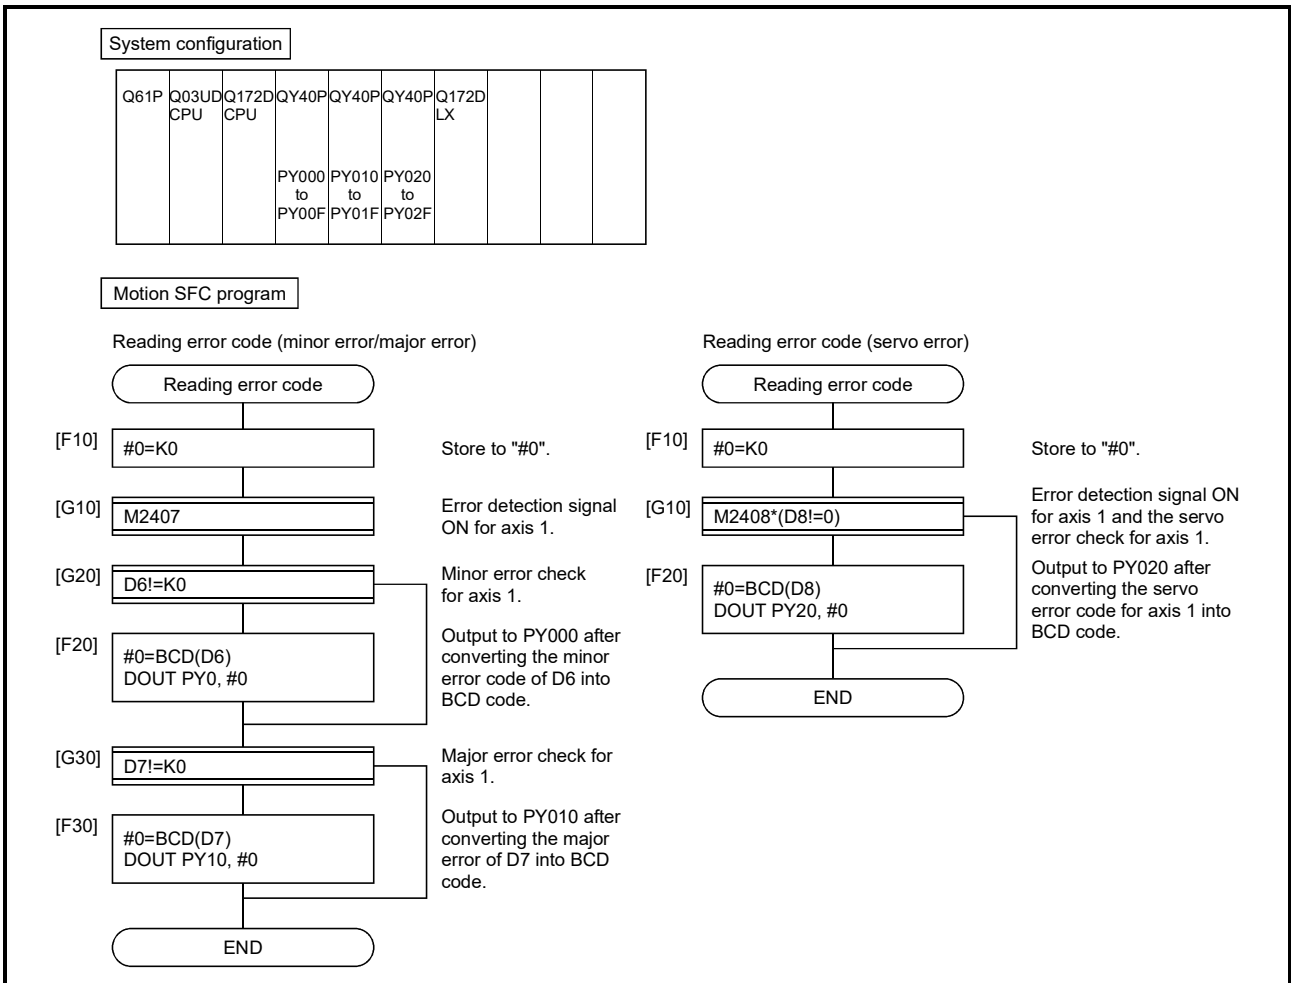 System configuration
Q61P Q03UD Q172D QY40P QY40P QY40P Q172D
CPU CPU LX
PY000 PY010 PY020
to to to
PY00F PY01F PY02F
Motion SFC program
Reading error code (minor error/major error)
Reading error code
[F10] #0=K0 Store to "#0".
[G10] M2407 Error detection signal
ON for axis 1.
[G20] D6!=K0 Minor error check
for axis 1.
[F20] #0=BCD(D6)
DOUT PY0, #0
Output to PY000 after
converting the minor
error code of D6 into
BCD code.
[G30] D7!=K0 Major error check for
axis 1.
[F30] #0=BCD(D7)
DOUT PY10, #0
Output to PY010 after
converting the major
error of D7 into BCD
code.
END
Reading error code (servo error)
Reading error code
[F10] #0=K0 Store to "#0".
[G10] M2408*(D8!=0)
Error detection signal ON
for axis 1 and the servo
error check for axis 1.
[F20] #0=BCD(D8)
DOUT PY20, #0
Output to PY020 after
converting the servo
error code for axis 1 into
BCD code.
END